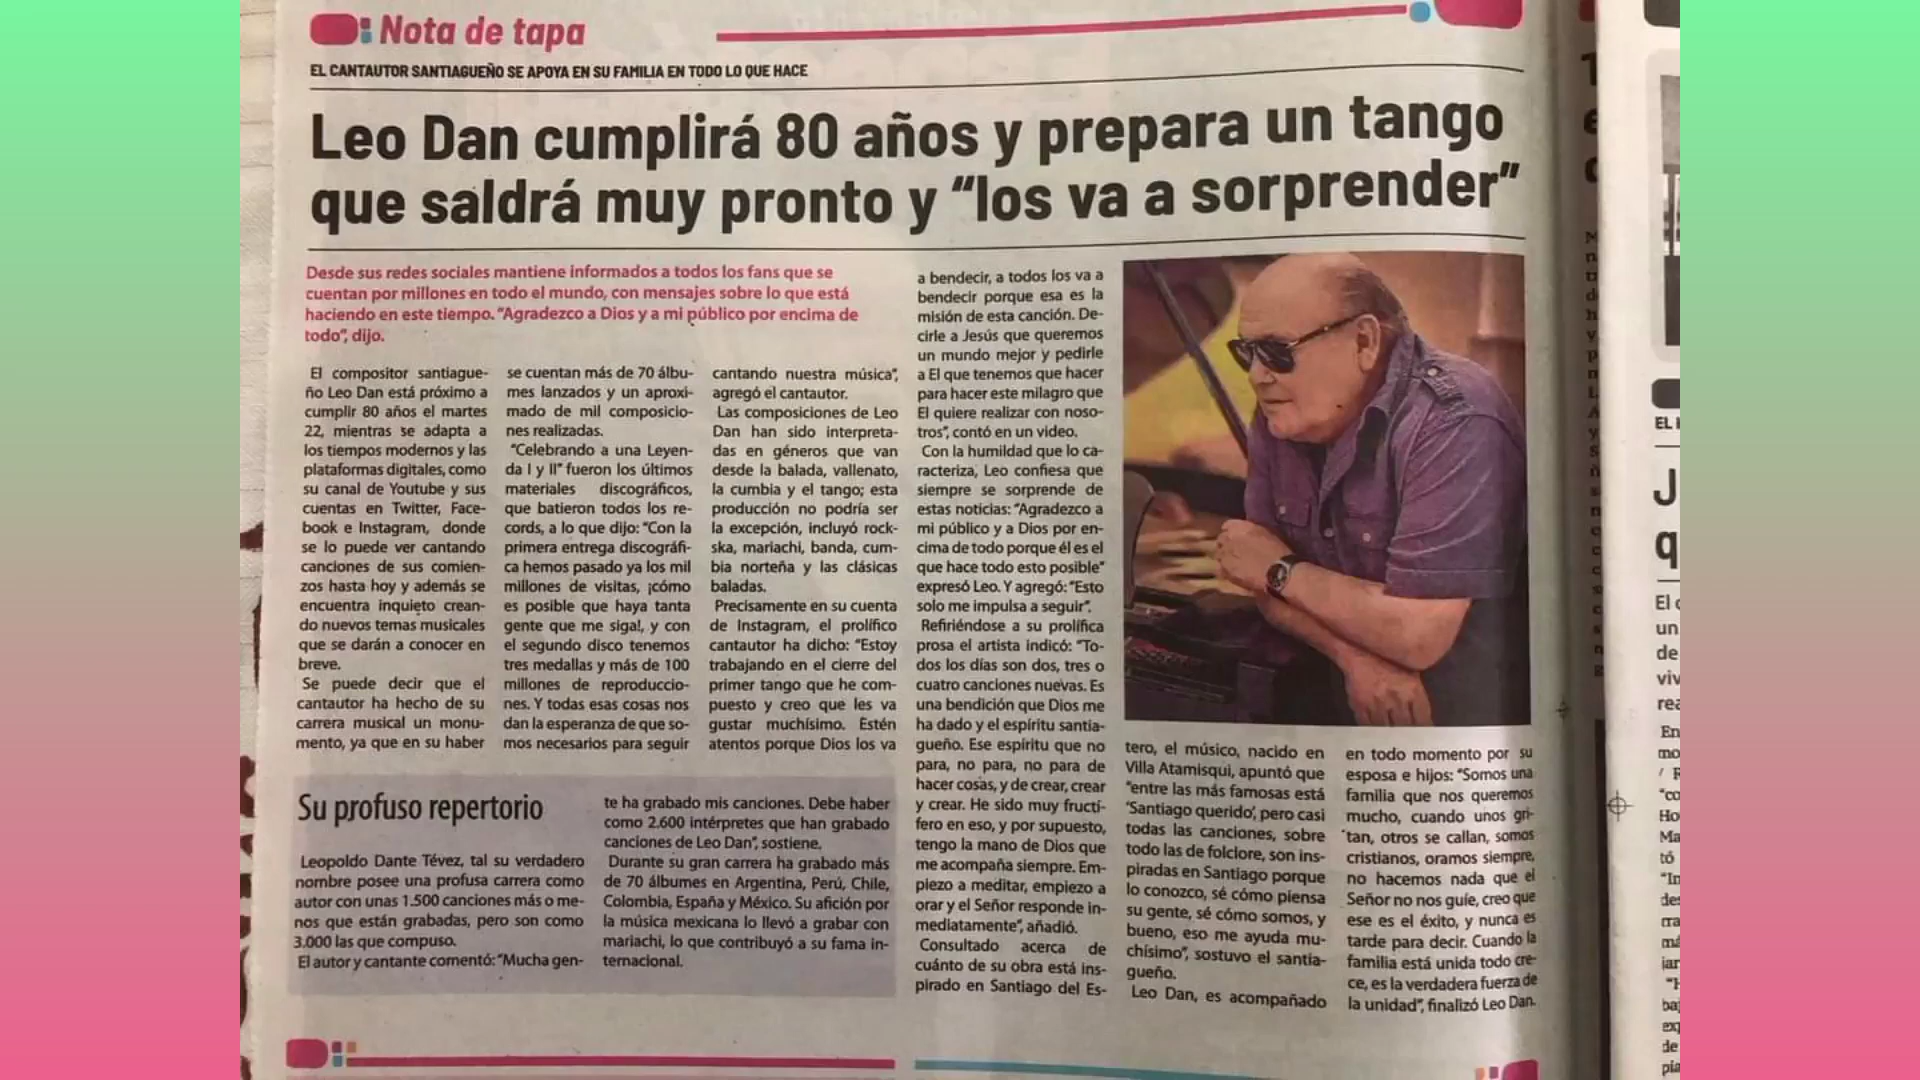 Nota de tapa
EL CANTAUTOR SANTIAGUEÑO SE APOYA EN SU FAMILIA EN TODO LO QUE HACE
Leo Dan cumplirá 80 años y prepara un tango
que saldrá muy pronto y “los va a sorprender”
Desde sus redes sociales mantiene informados a todos los fans que se
cuentan por millones en todo el mundo, con mensajes sobre lo que está
haciendo en este tiempo. “Agradezco a Dios y a mi público por encima de
todo”, dijo.
El compositor santiague-
ño Leo Dan está próximo a
cumplir 80 años el martes
22, mientras se adapta a
los tiempos modernos y las
plataformas digitales, como
su canal de Youtube y sus
cuentas en Twitter, Face-
book e Instagram, donde
se lo puede ver cantando
canciones de sus comien-
zos hasta hoy y además se
encuentra inquieto crean-
do nuevos temas musicales
que se darán a conocer en
breve.
Se puede decir que el
cantautor ha hecho de su
carrera musical un monu-
mento, ya que en su haber
se cuentan más de 70 álbu-
mes lanzados y un aproxi-
mado de mil composicio-
nes realizadas.
“Celebrando a una Leyen-
da I y II” fueron los últimos
materiales discográficos,
que batieron todos los re-
cords, a lo que dijo: “Con la
primera entrega discográfi-
ca hemos pasado ya los mil
millones de visitas, ¡cómo
es posible que haya tanta
gente que me siga!, y con
el segundo disco tenemos
tres medallas y más de 100
millones de reproduccio-
nes. Y todas esas cosas nos
dan la esperanza de que so-
mos necesarios para seguir
cantando nuestra música”,
agregó el cantautor.
Las composiciones de Leo
Dan han sido interpreta-
das en géneros que van
desde la balada, vallenato,
la cumbia y el tango; esta
producción no podría ser
la excepción, incluyó rock-
ska, mariachi, banda, cum-
bia norteña y las clásicas
baladas.
Precisamente en su cuenta
de Instagram, el prolífico
cantautor ha dicho: “Estoy
trabajando en el cierre del
primer tango que he com-
puesto y creo que les va
gustar muchísimo. Estén
atentos porque Dios los va
a bendecir, a todos los va a
bendecir porque esa es la
misión de esta canción. De-
cirle a Jesús que queremos
un mundo mejor y pedirle
a El que tenemos que hacer
para hacer este milagro que
El quiere realizar con noso-
tros”, contó en un video.
Con la humildad que lo ca-
racteriza, Leo confiesa que
siempre se sorprende de
estas noticias: “Agradezco a
mi público y a Dios por en-
cima de todo porque él es el
que hace todo esto posible”
expresó Leo. Y agregó: “Esto
solo me impulsa a seguir”.
Refiriéndose a su prolífica
prosa el artista indicó: “To-
dos los días son dos, tres o
cuatro canciones nuevas. Es
una bendición que Dios me
ha dado y el espíritu santia-
gueño. Ese espíritu que no
para, no para, no para de
hacer cosas, y de crear, crear
y crear. He sido muy fructí-
fero en eso, y por supuesto,
tengo la mano de Dios que
me acompaña siempre. Em-
piezo a meditar, empiezo a
orar y el Señor responde in-
mediatamente”, añadió.
Consultado acerca de
cuánto de su obra está ins-
pirado en Santiago del Es-
tero, el músico, nacido en
Villa Atamisqui, apuntó que
“entre las más famosas está
‘Santiago querido’, pero casi
todas las canciones, sobre
todo las de folclore, son ins-
piradas en Santiago porque
lo conozco, sé cómo piensa
su gente, sé cómo somos, y
bueno, eso me ayuda mu-
chísimo”, sostuvo el santia-
gueño.
Leo Dan, es acompañado
en todo momento por su
esposa e hijos: “Somos una
familia que nos queremos
mucho, cuando unos gri-
tan, otros se callan, somos
cristianos, oramos siempre,
no hacemos nada que el
Señor no nos guíe, creo que
ese es el éxito, y nunca es
tarde para decir. Cuando la
familia está unida todo cre-
ce, es la verdadera fuerza de
la unidad”, finalizó Leo Dan.
Su profuso repertorio
Leopoldo Dante Tévez, tal su verdadero
nombre posee una profusa carrera como
autor con unas 1.500 canciones más o me-
nos que están grabadas, pero son como
3.000 las que compuso.
El autor y cantante comentó: “Mucha gen-
te ha grabado mis canciones. Debe haber
como 2.600 intérpretes que han grabado
canciones de Leo Dan”, sostiene.
Durante su gran carrera ha grabado más
de 70 álbumes en Argentina, Perú, Chile,
Colombia, España y México. Su afición por
la música mexicana lo llevó a grabar con
mariachi, lo que contribuyó a su fama in-
ternacional.
EL
J
q
El
un
de
En